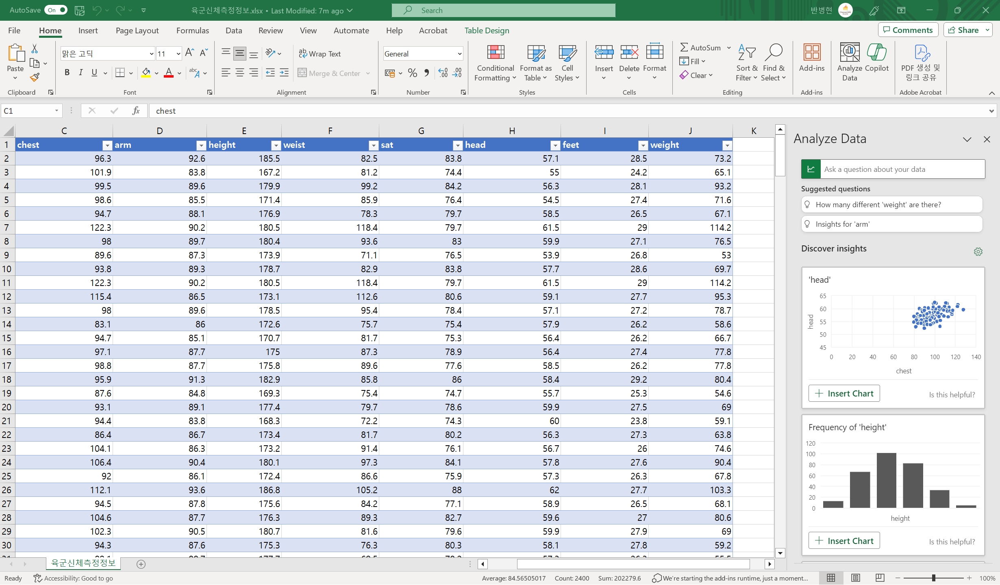 AutoSave On 육군신체측정정보.xlsx • Last Modified: 7m ago Search 반병현
File Home Insert Page Layout Formulas Data Review View Automate Help Acrobat Table Design Comments Share
맑은 고딕 11 Wrap Text General AutoSum
Paste Conditional Formatting Format as Table Cell Styles Insert Delete Format Fill Sort & Filter Find & Select Add-ins Analyze Data Copilot PDF 생성 및 링크 공유
B I U Merge & Center Clear
Clipboard Font Alignment Number Styles Cells Editing Add-ins Adobe Acrobat
C1 fx chest
C D E F G H I J K
1 chest arm height weist sat head feet weight
2 96.3 92.6 185.5 82.5 83.8 57.1 28.5 73.2
3 101.9 83.8 167.2 81.2 74.4 55 24.2 65.1
4 99.5 89.6 179.9 99.2 84.2 56.3 28.1 93.2
5 98.6 85.5 171.4 85.9 76.4 54.5 27.4 71.6
6 94.7 88.1 176.9 78.3 79.7 58.5 26.5 67.1
7 122.3 90.2 180.5 118.4 79.7 61.5 29 114.2
8 98 89.7 180.4 93.6 83 59.9 27.1 76.5
9 89.6 87.3 173.9 71.1 76.5 53.9 26.8 53
10 93.8 89.3 178.7 82.9 83.8 57.7 28.6 69.7
11 122.3 90.2 180.5 118.4 79.7 61.5 29 114.2
12 115.4 86.5 173.1 112.6 80.6 59.1 27.7 95.3
13 98 89.6 178.5 95.4 78.4 57.1 27.2 78.7
14 83.1 86 172.6 75.7 75.4 57.9 26.2 58.6
15 94.7 85.1 170.7 81.7 75.3 56.4 26.2 66.7
16 97.1 87.7 175 87.3 78.9 56.4 27.4 77.8
17 98.8 87.7 175.8 89.6 77.6 58.5 26.2 77.8
18 95.9 91.3 182.9 85.8 86 58.4 29.2 80.4
19 87.6 84.8 169.3 75.4 74.7 55.7 25.3 54.6
20 93.1 89.1 177.4 79.7 78.6 59.9 27.5 69
21 94.4 83.8 168.3 72.2 74.3 60 23.8 59.1
22 86.4 86.7 173.4 81.7 80.2 56.3 27.3 63.8
23 104.1 86.3 173.2 91.4 76.1 56.7 26 74.6
24 106.4 90.4 180.1 97.3 84.1 57.8 27.6 90.4
25 92 86.1 172.4 86.6 75.9 57.3 26.3 67.8
26 112.1 93.6 186.8 105.2 88 62 27.7 103.3
27 94.5 87.8 175.6 84.2 77.1 58.9 26.5 68.1
28 104.6 87.7 176.3 89.3 82.7 59.6 27 80.6
29 102.3 90.5 180.7 81.6 79.6 59.9 27.9 69
30 94.3 87.6 175.3 76.3 80.3 58.1 27.8 59.2
Analyze Data
Ask a question about your data
Suggested questions
How many different 'weight' are there?
Insights for 'arm'
Discover insights
'head'
65
60
55
50
45
head
0 20 40 60 80 100 120 140
chest
Insert Chart Is this helpful?
Frequency of 'height'
120
100
80
60
40
20
0
height
Insert Chart Is this helpful?
육군신체측정정보
Ready Accessibility: Good to go Average: 84.56505017 Count: 2400 Sum: 202279.6 We're starting the add-ins runtime, just a moment... 100%